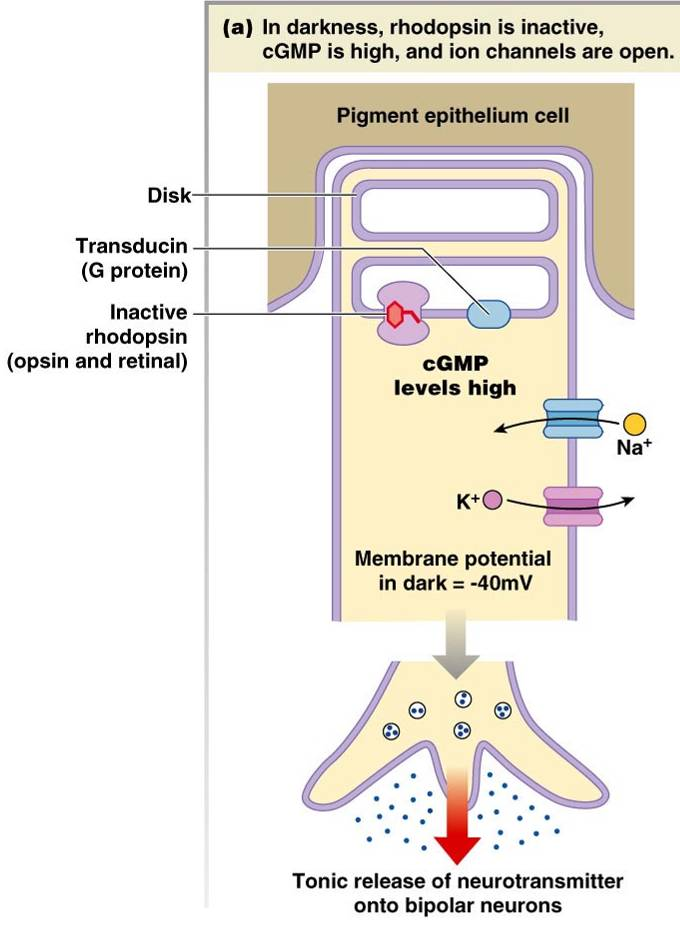 (a) In darkness, rhodopsin is inactive,
cGMP is high, and ion channels are open.
Pigment epithelium cell
Disk
Transducin
(G protein)
Inactive
rhodopsin
(opsin and retinal)
cGMP
levels high
Na⁺
K⁺
Membrane potential
in dark = -40mV
Tonic release of neurotransmitter
onto bipolar neurons